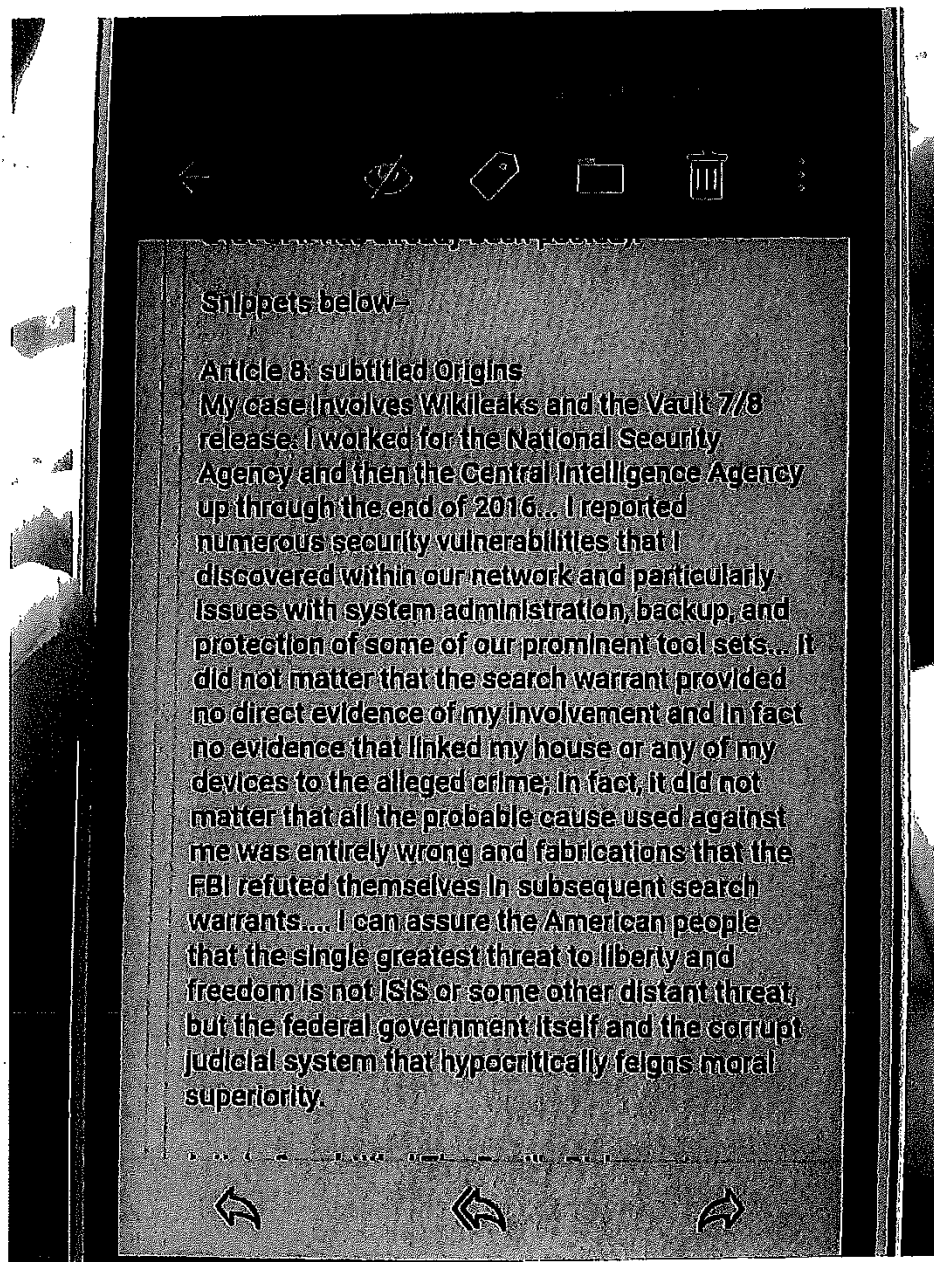 Snippets below–
Article 8: subtitled Origins
My case involves Wikileaks and the Vault 7/8
release. I worked for the National Security
Agency and then the Central Intelligence Agency
up through the end of 2016... I reported
numerous security vulnerabilities that I
discovered within our network and particularly
issues with system administration, backup, and
protection of some of our prominent tool sets... It
did not matter that the search warrant provided
no direct evidence of my involvement and in fact
no evidence that linked my house or any of my
devices to the alleged crime; in fact, it did not
matter that all the probable cause used against
me was entirely wrong and fabrications that the
FBI refuted themselves in subsequent search
warrants.... I can assure the American people
that the single greatest threat to liberty and
freedom is not ISIS or some other distant threat,
but the federal government itself and the corrupt
judicial system that hypocritically feigns moral
superiority.